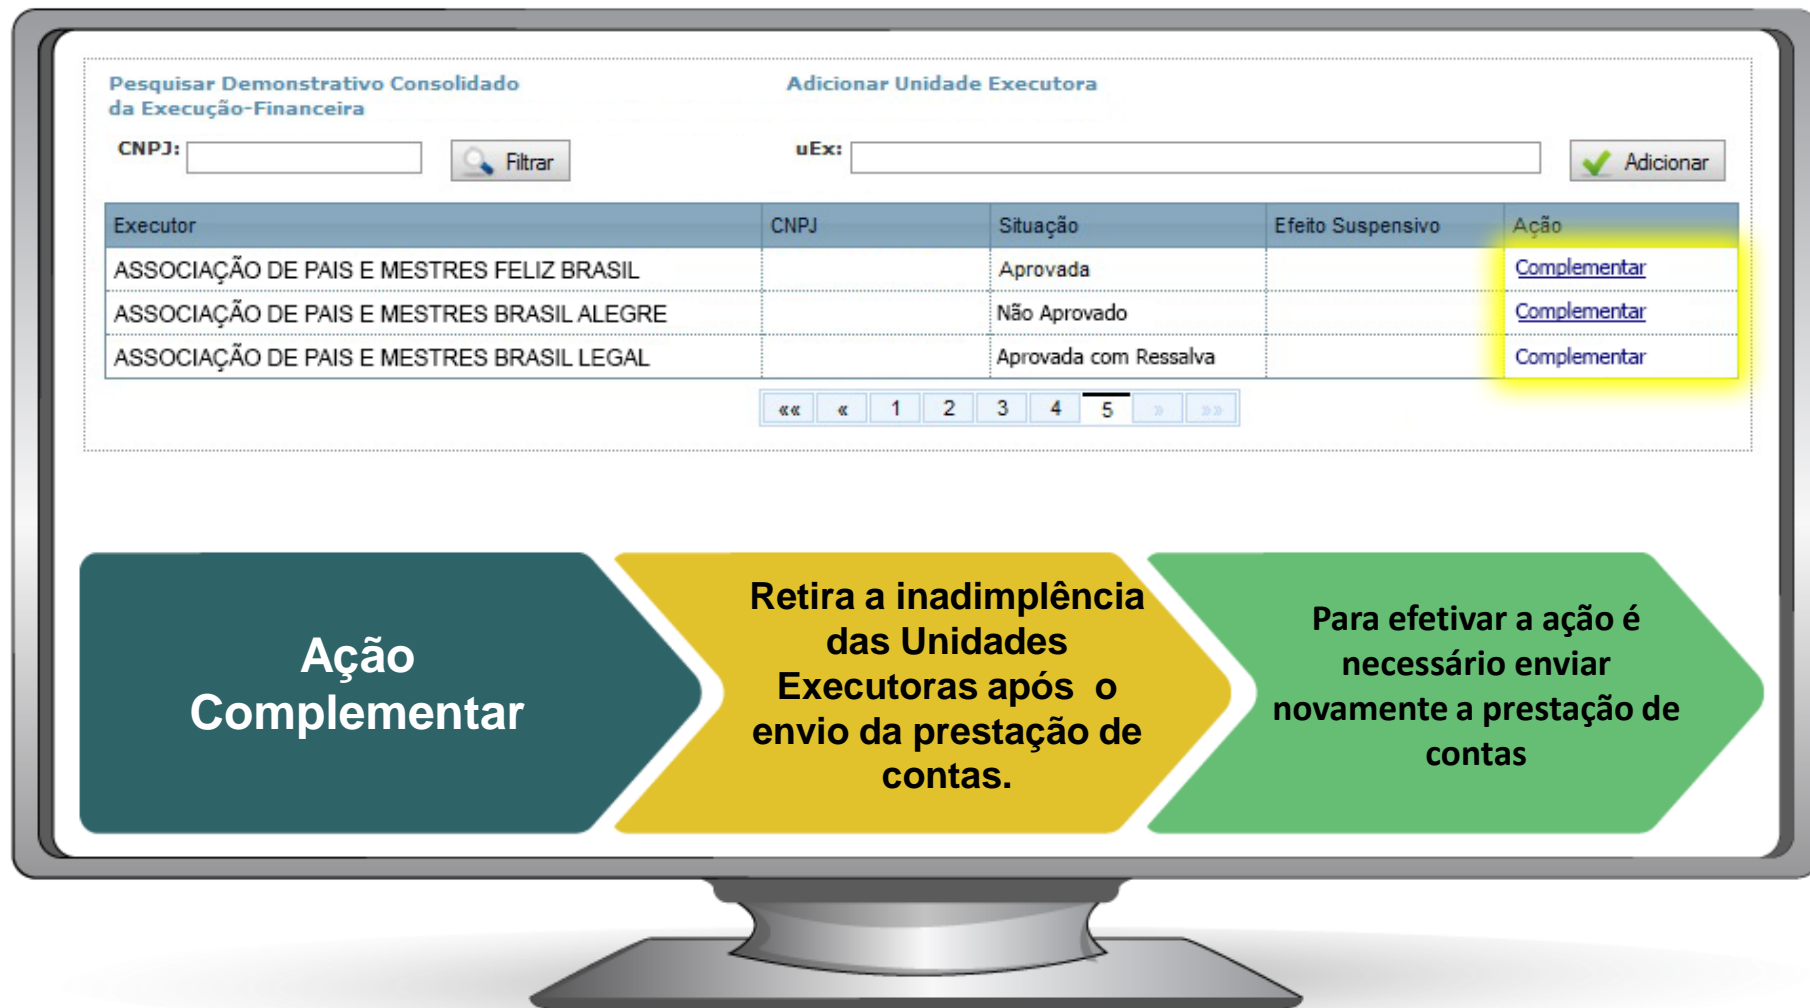 Pesquisar Demonstrativo Consolidado
da Execução-Financeira
Adicionar Unidade Executora
CNPJ:
Filtrar
uEx:
Adicionar
Executor CNPJ Situação Efeito Suspensivo Ação
ASSOCIAÇÃO DE PAIS E MESTRES FELIZ BRASIL Aprovada Complementar
ASSOCIAÇÃO DE PAIS E MESTRES BRASIL ALEGRE Não Aprovado Complementar
ASSOCIAÇÃO DE PAIS E MESTRES BRASIL LEGAL Aprovada com Ressalva Complementar
«« « 1 2 3 4 5 » »»
Ação
Complementar
Retira a inadimplência
das Unidades
Executoras após o
envio da prestação de
contas.
Para efetivar a ação é
necessário enviar
novamente a prestação de
contas